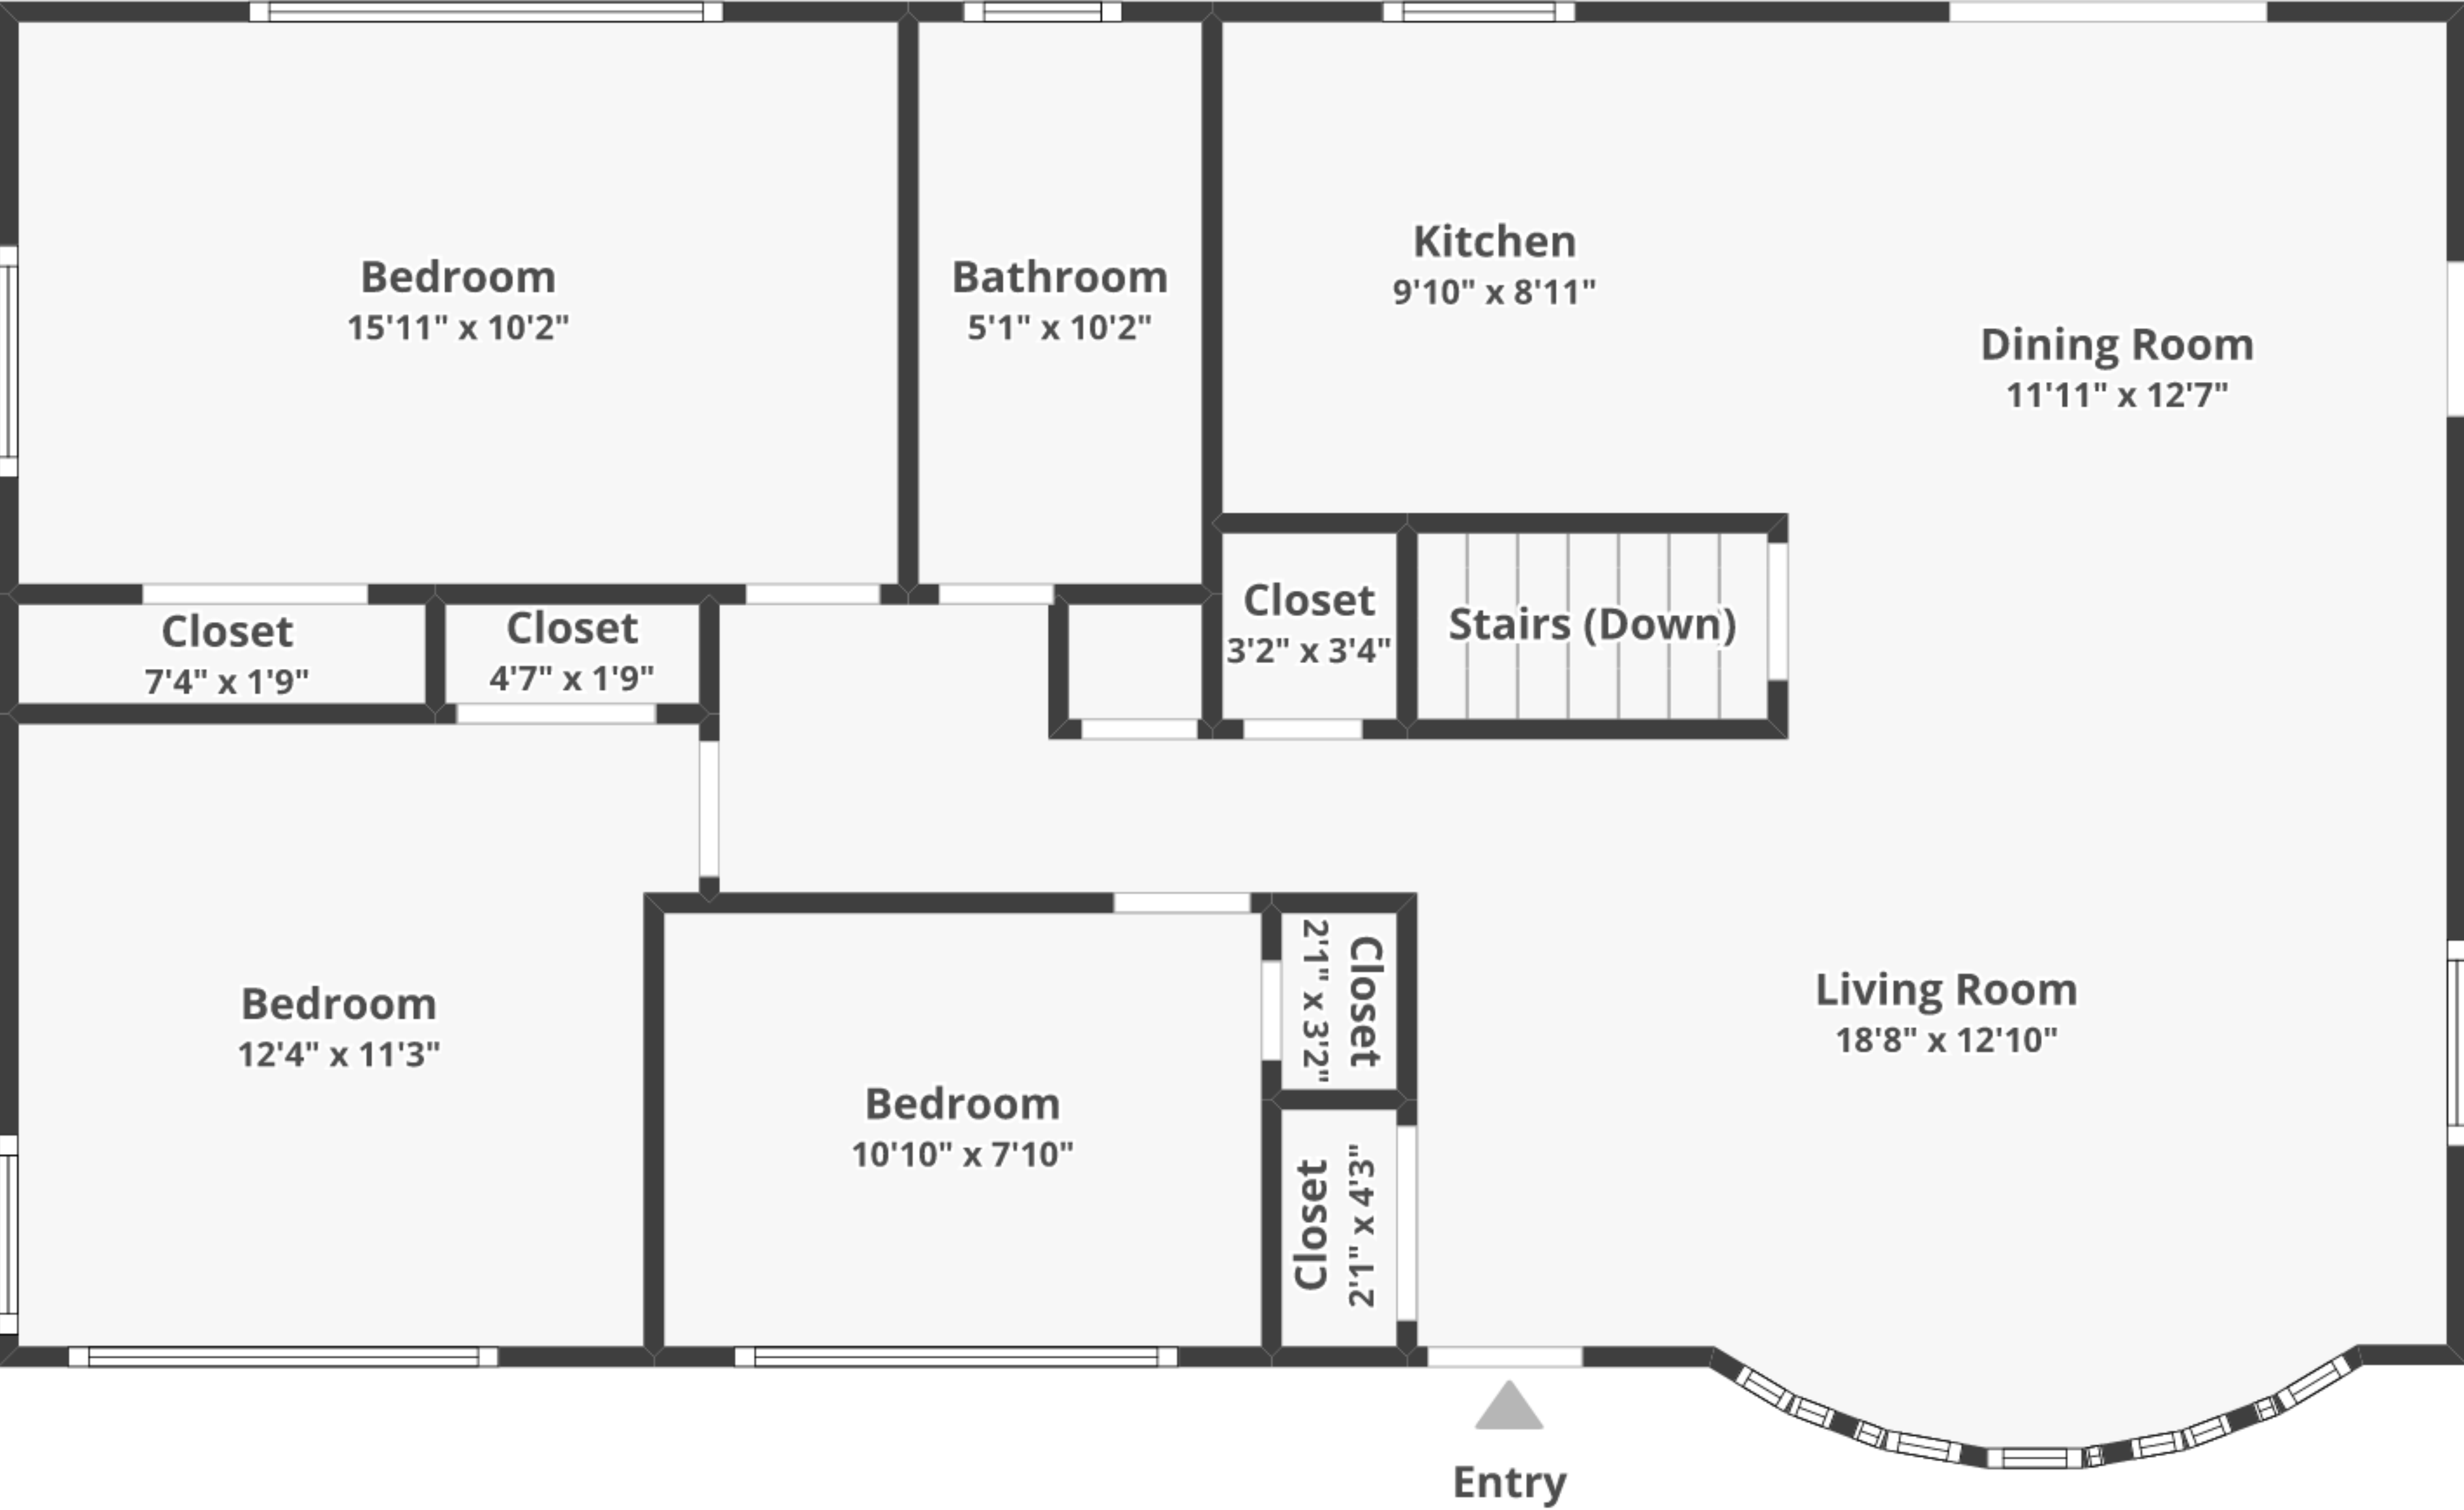 Bedroom
15'11" x 10'2"
Bathroom
5'1" x 10'2"
Kitchen
9'10" x 8'11"
Dining Room
11'11" x 12'7"
Closet
7'4" x 1'9"
Closet
4'7" x 1'9"
Closet
3'2" x 3'4"
Stairs (Down)
Bedroom
12'4" x 11'3"
Bedroom
10'10" x 7'10"
Closet
2'1" x 3'2"
Closet
2'1" x 4'3"
Living Room
18'8" x 12'10"
Entry